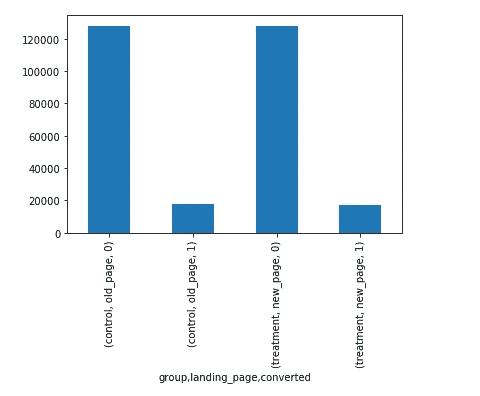 120000
100000
80000
60000
40000
20000
0
(control, old_page, 0)
(control, old_page, 1)
(treatment, new_page, 0)
(treatment, new_page, 1)
group,landing_page,converted